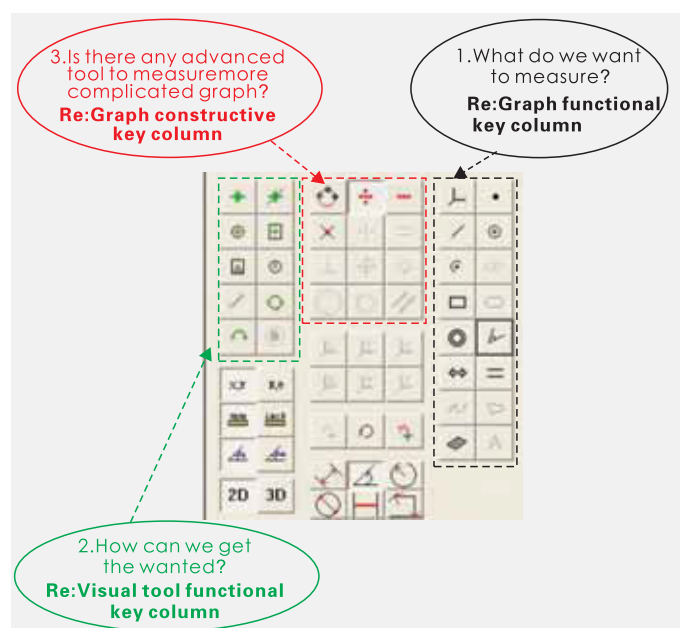 3.Is there any advanced
tool to measuremore
complicated graph?
Re:Graph constructive
key column
1.What do we want
to measure?
Re:Graph functional
key column
X,Y
2D
3D
A
2.How can we get
the wanted?
Re:Visual tool functional
key column